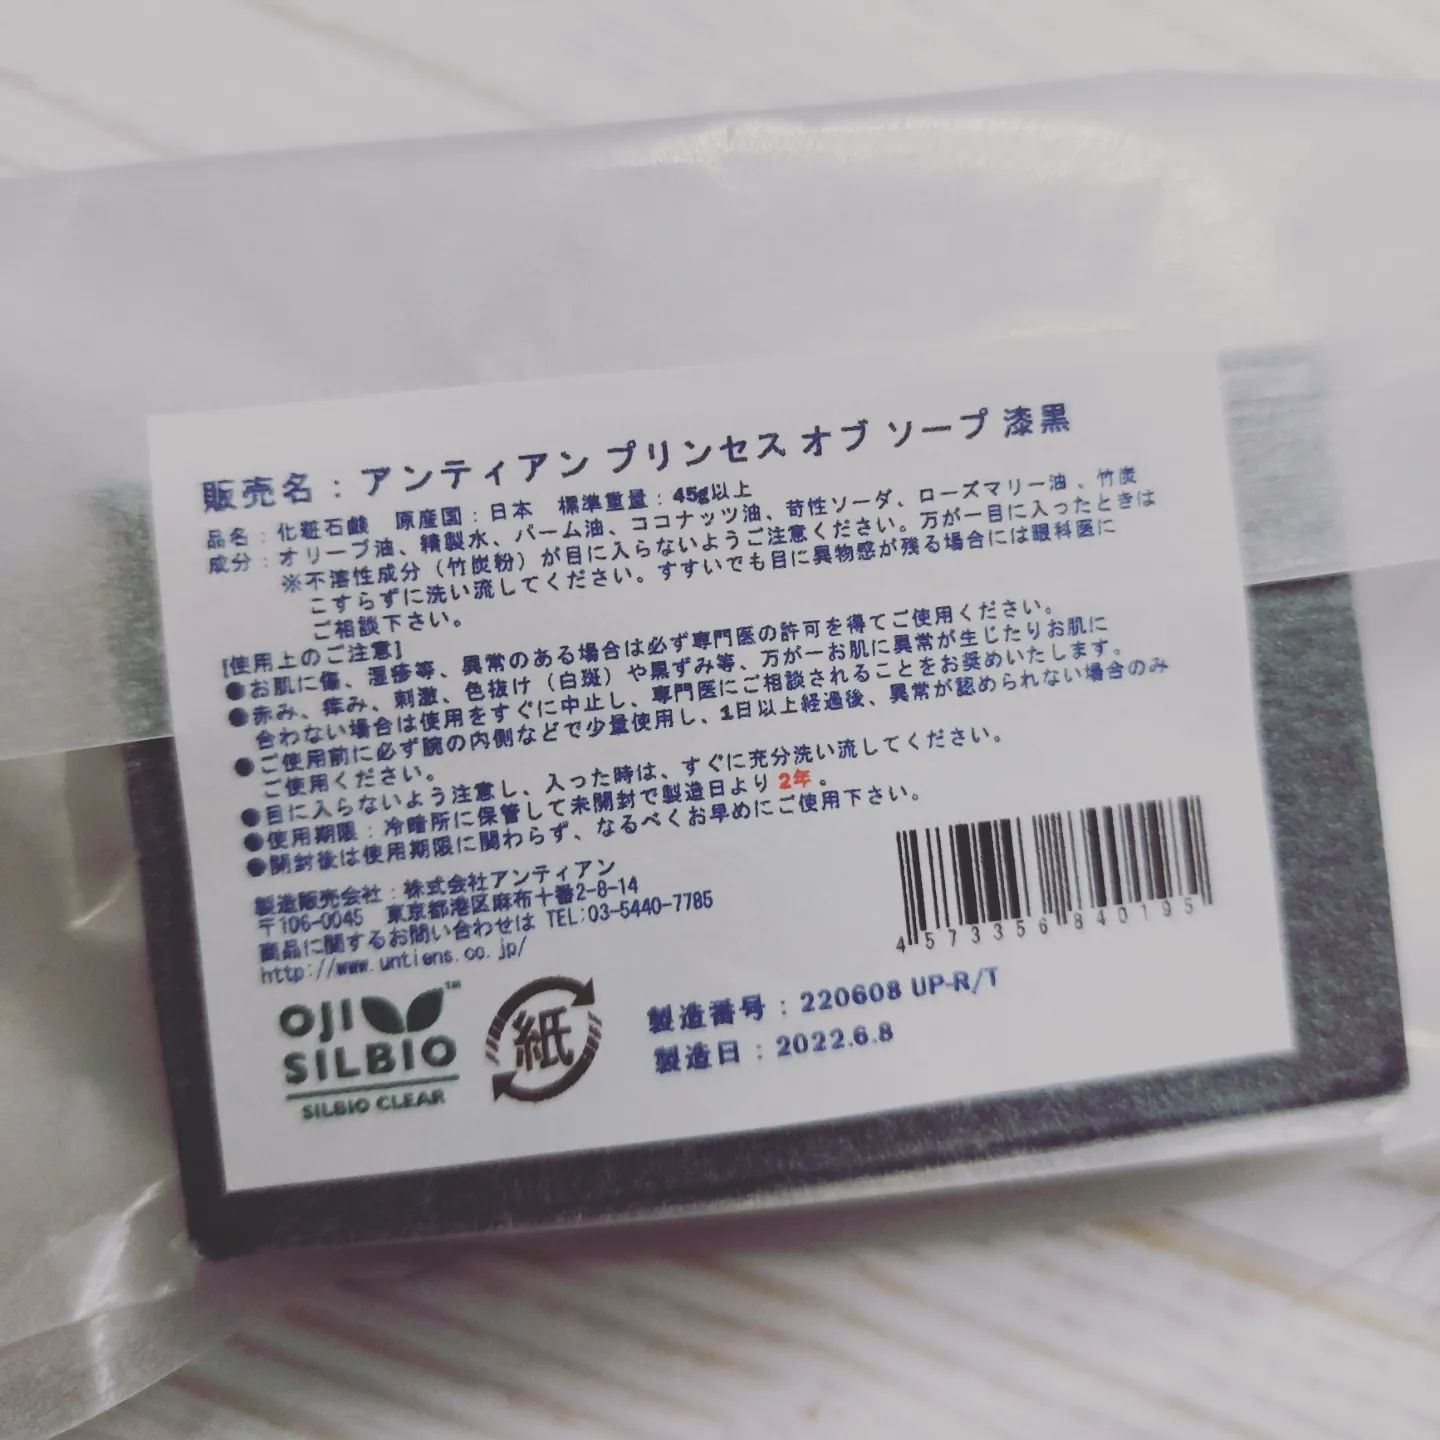 販売名：アンティアン プリンセス オブ ソープ 漆黒
品名：化粧石鹸　原産国：日本　標準重量：45g以上
成分：オリーブ油、精製水、パーム油、ココナッツ油、苛性ソーダ、ローズマリー油、竹炭
※不溶性成分（竹炭粉）が目に入らないようご注意ください。万が一目に入ったときは
こすらずに洗い流してください。すすいでも目に異物感が残る場合には眼科医に
ご相談下さい。
[使用上のご注意]
●お肌に傷、湿疹等、異常のある場合は必ず専門医の許可を得てご使用ください。
●赤み、痒み、刺激、色抜け（白斑）や黒ずみ等、万が一お肌に異常が生じたりお肌に
合わない場合は使用をすぐに中止し、専門医にご相談されることをお奨めいたします。
●ご使用前に必ず腕の内側などで少量使用し、1日以上経過後、異常が認められない場合のみ
ご使用ください。
●目に入らないよう注意し、入った時は、すぐに充分洗い流してください。
●使用期限：冷暗所に保管して未開封で製造日より 2年 。
●開封後は使用期限に関わらず、なるべくお早めにご使用下さい。
製造販売会社：株式会社アンティアン
〒106-0045　東京都港区麻布十番2-8-14
商品に関するお問い合わせは TEL:03-5440-7785
http://www.untiens.co.jp/
4573356840195
OJI™
SILBIO
SILBIO CLEAR
紙
製造番号：220608 UP-R/T
製造日：2022.6.8